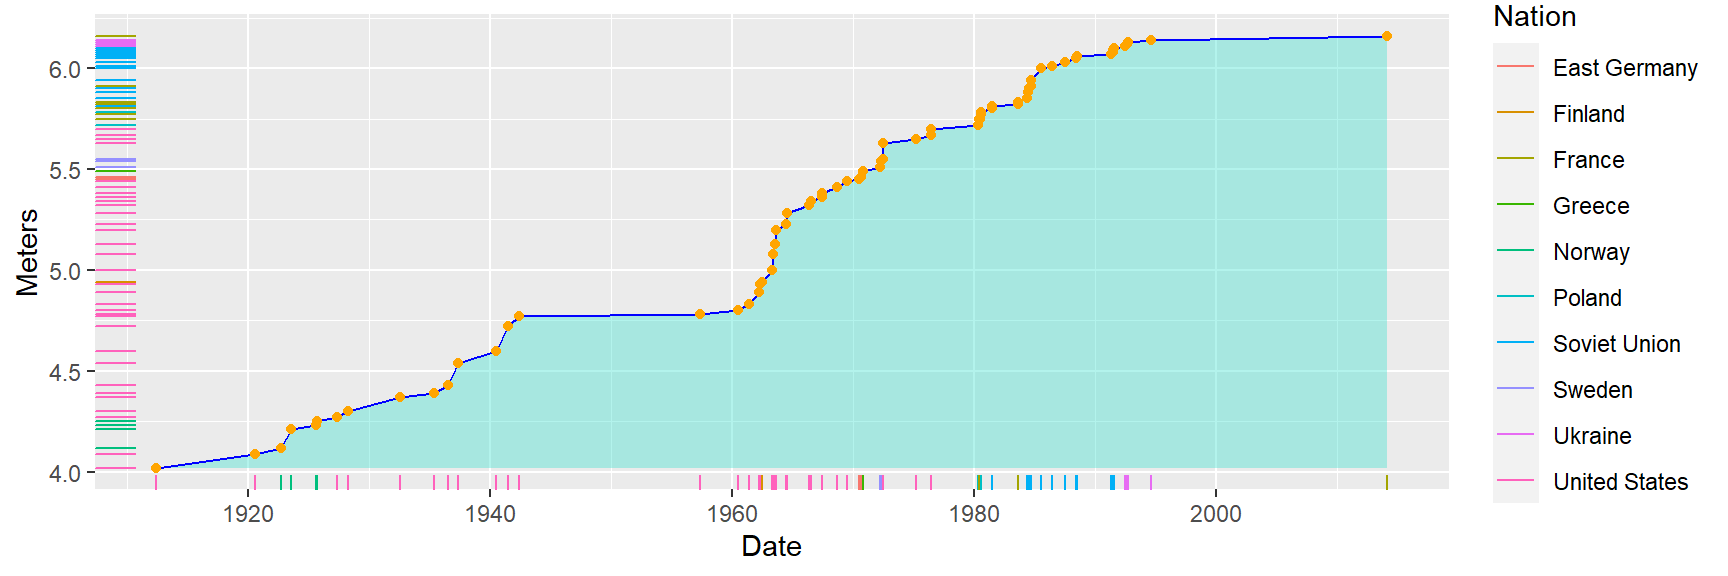 Nation
East Germany
Finland
France
Greece
Norway
Poland
Soviet Union
Sweden
Ukraine
United States
Meters
6.0
5.5
5.0
4.5
4.0
1920 1940 1960 1980 2000
Date